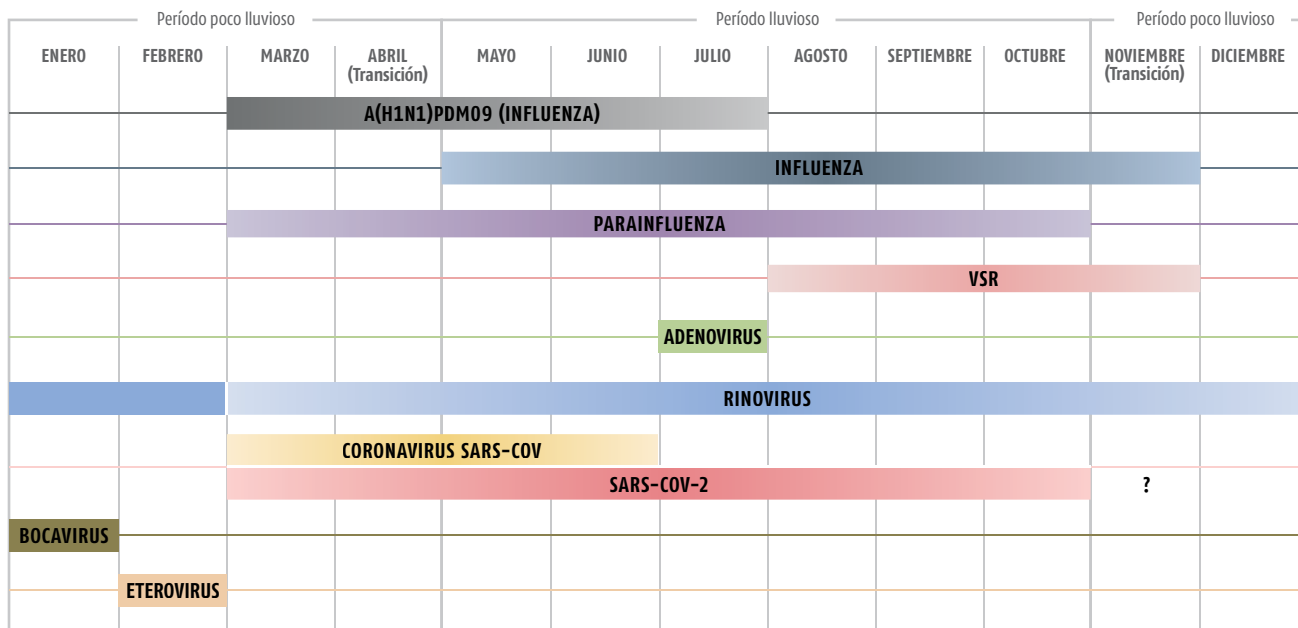 Período poco lluvioso
Período lluvioso
Período poco lluvioso
ENERO
FEBRERO
MARZO
ABRIL
(Transición)
MAYO
JUNIO
JULIO
AGOSTO
SEPTIEMBRE
OCTUBRE
NOVIEMBRE
(Transición)
DICIEMBRE
A(H1N1)PDM09 (INFLUENZA)
INFLUENZA
PARAINFLUENZA
VSR
ADENOVIRUS
RINOVIRUS
CORONAVIRUS SARS-COV
SARS-COV-2
?
BOCAVIRUS
ETEROVIRUS